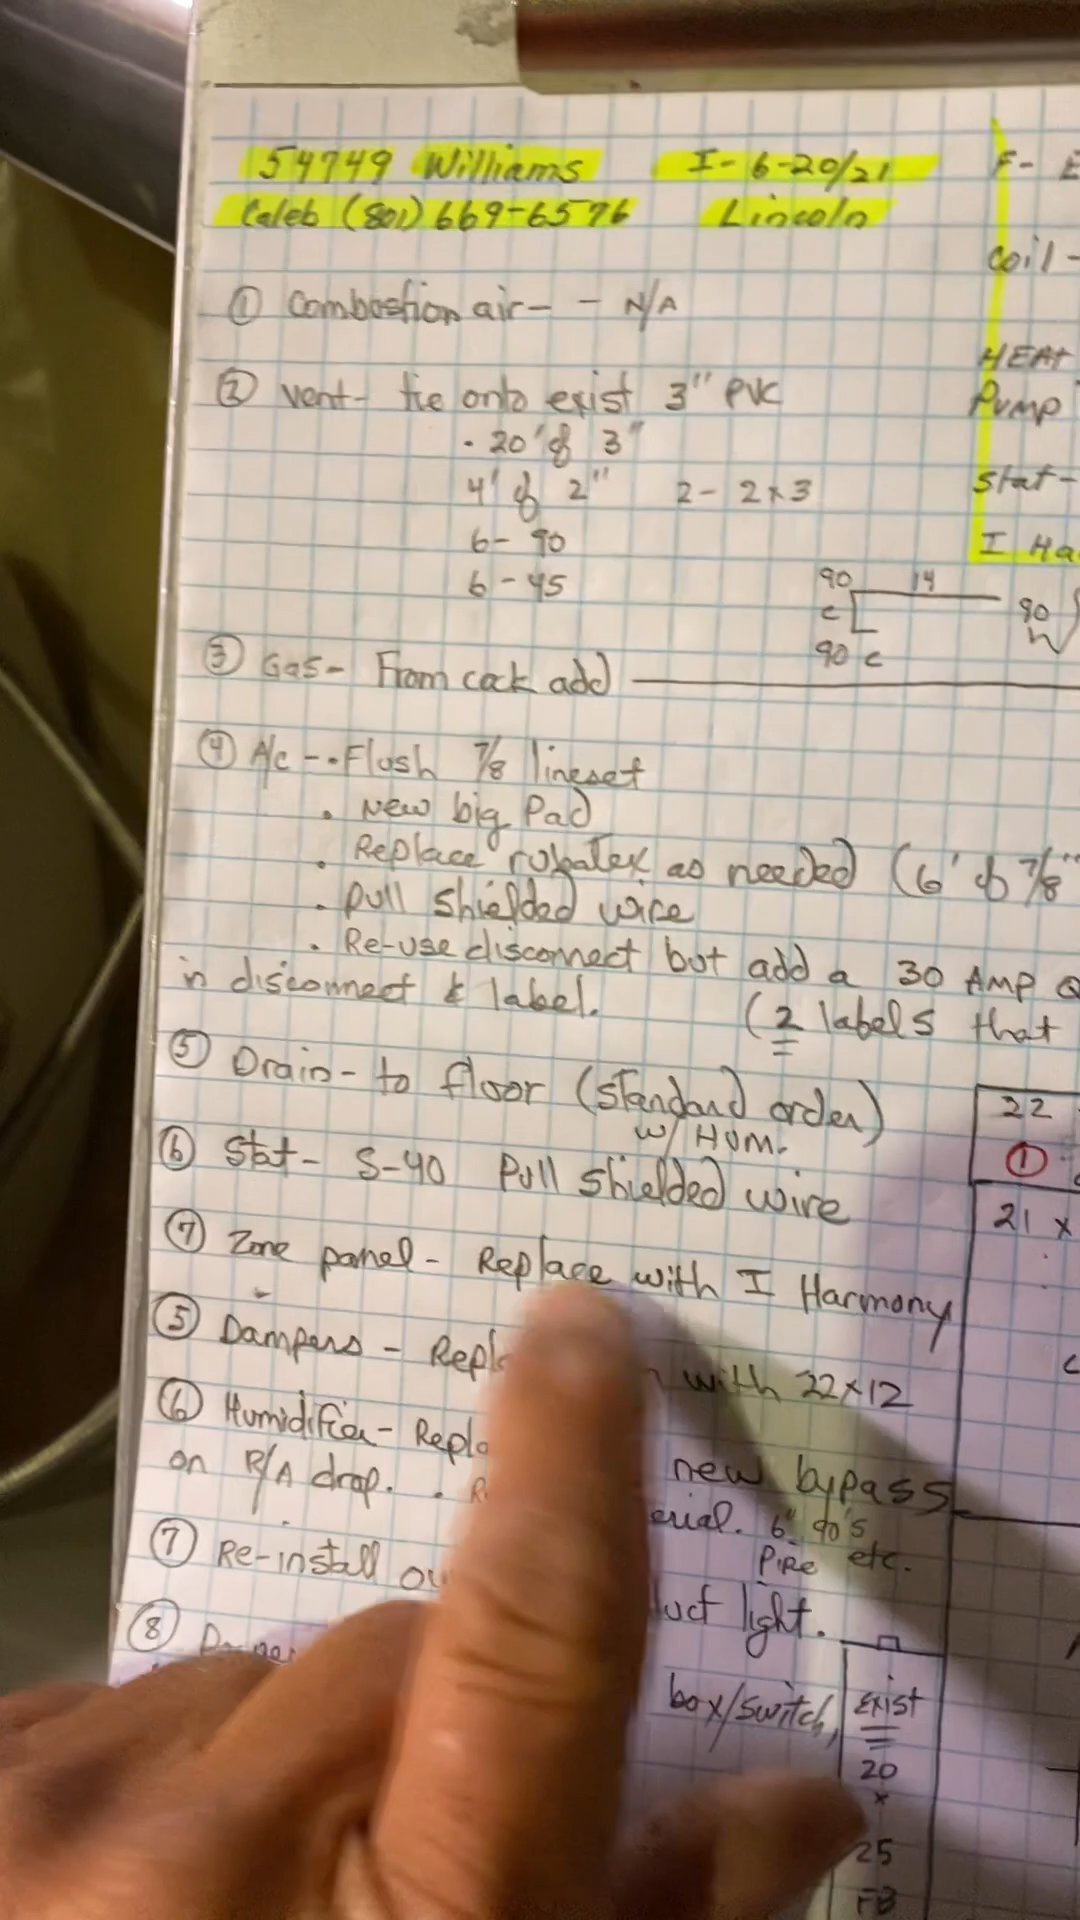 54749 Williams I- 6-20/21
Caleb (801) 669-6576 Lincoln
F-
coil-
HEAt
Pump
Stat-
I Ha
① Combostion air- - N/A
② Vent- tie onto exist 3" PVC
· 20' of 3"
4' of 2" 2- 2x3
6- 90
6-45
90 14
C
90 C
90
③ Gas- From cock add
④ A/c -·Flush 7/8 lineset
· New big Pad
· Replace rubatex as needed (6' of 7/8"
· Pull Shielded wire
· Re-use disconnect but add a 30 Amp
in disconnect & label. (2 labels that
⑤ Drain- to floor (standard order)
w/ HUM.
⑥ Stat- S-40 Pull Shielded wire
⑦ Zone panel- Replace with I Harmony
⑤ Dampers - Repl with 22x12
⑥ Humidifier- Repla new bypass
on R/A drop. · R erial. 6" 90's,
Pipe etc.
⑦ Re-install ou duct light.
⑧
box/switch,
22
①
21 x
Exist
20
x
25
FB